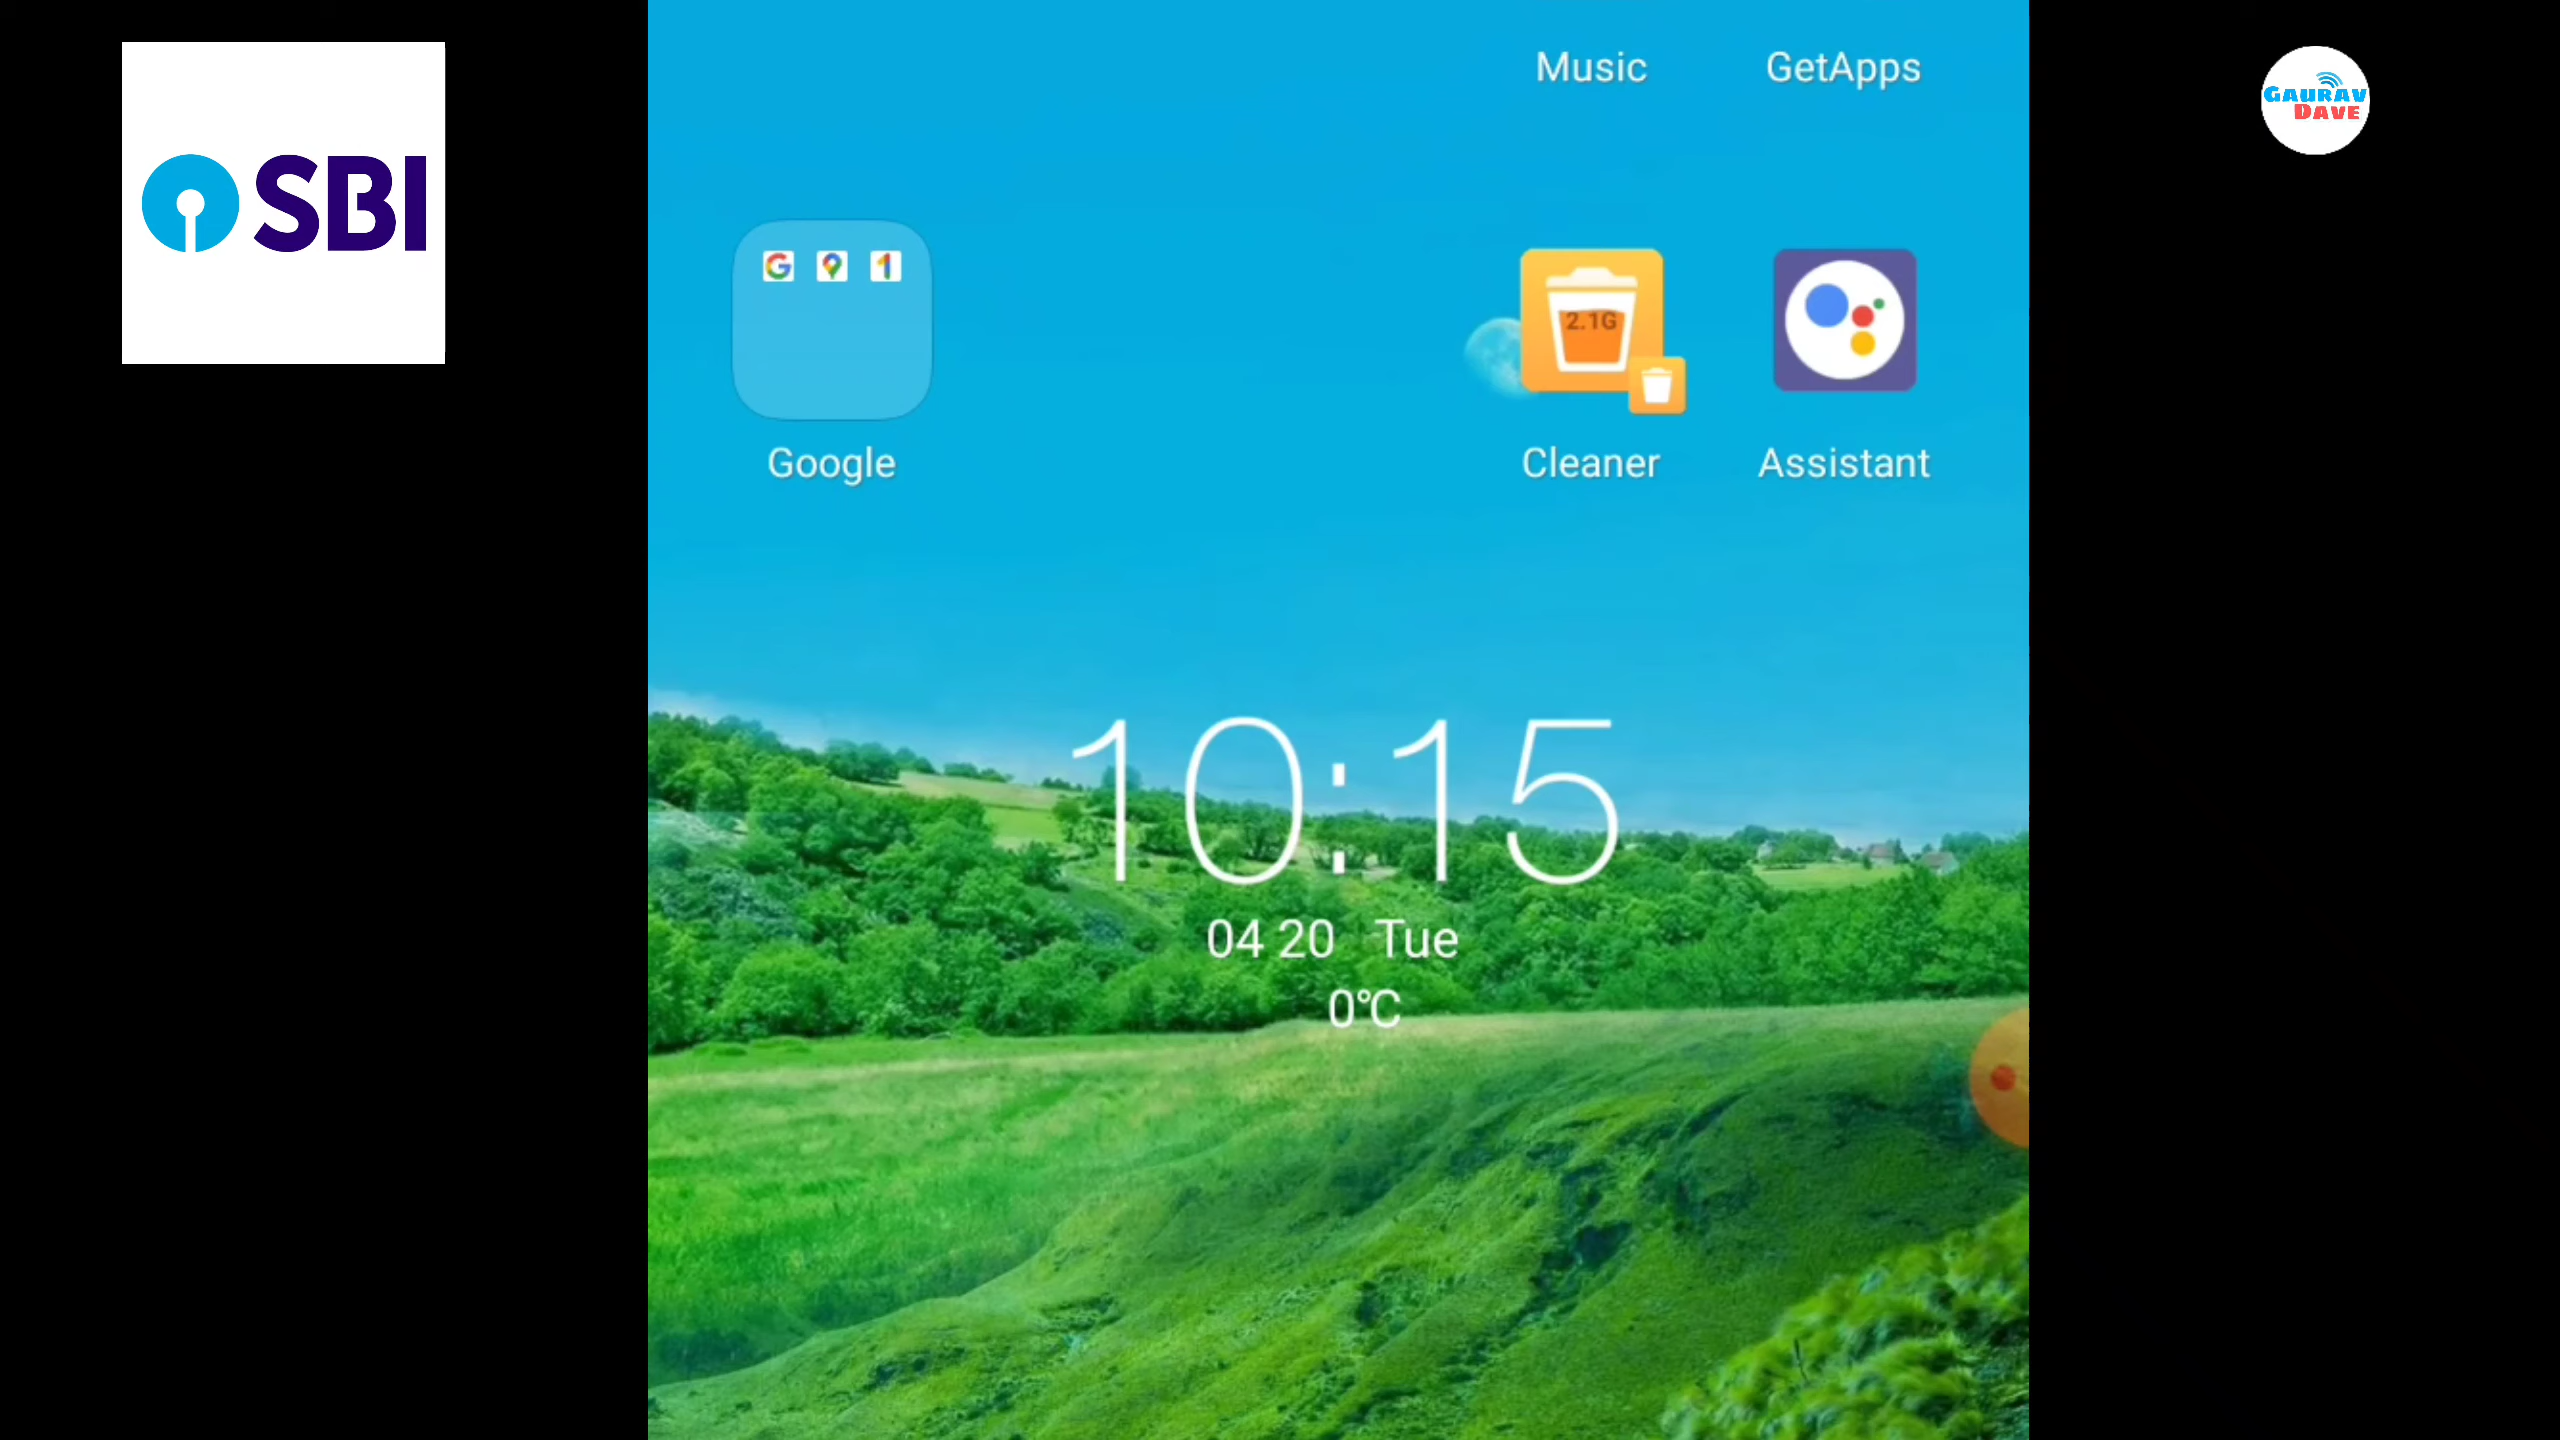 Music
GetApps
SBI
GAURAV
DAVE
2.1G
Google
Cleaner
Assistant
10:15
04 20 Tue
0°C